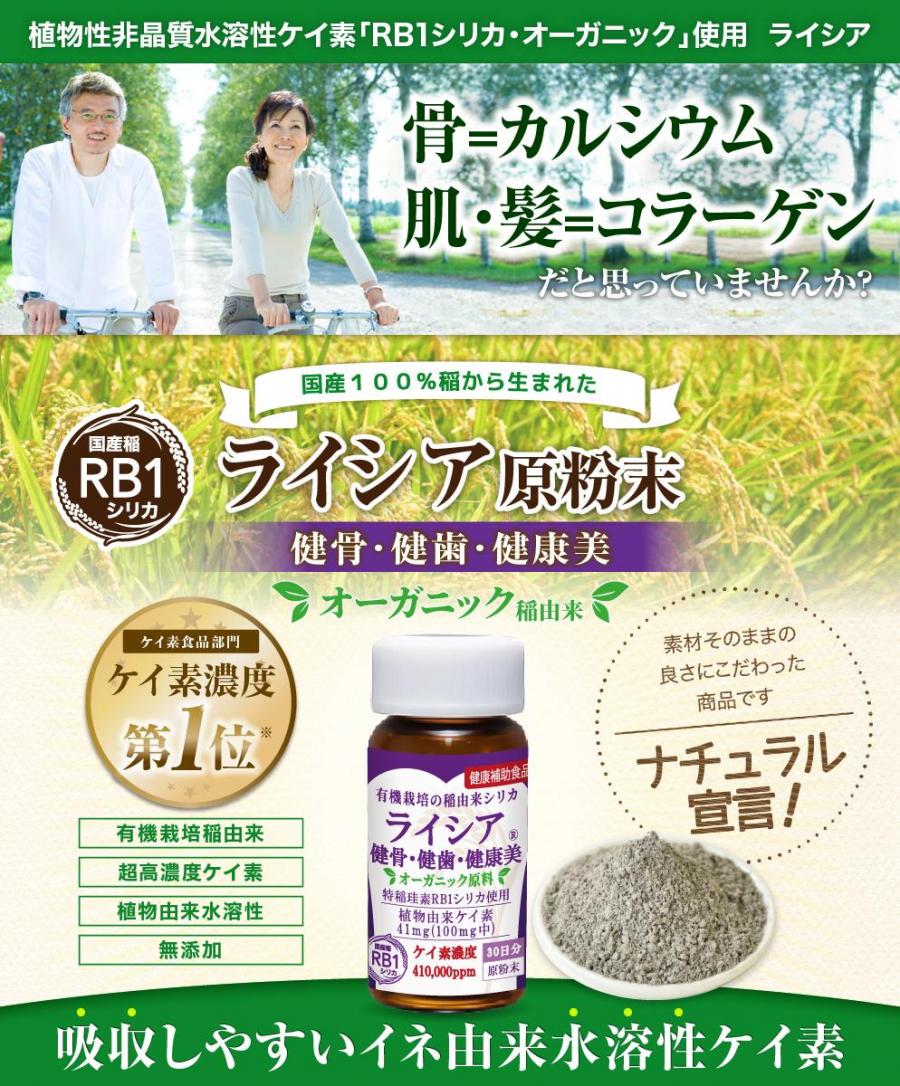 植物性非晶質水溶性ケイ素「RB1シリカ・オーガニック」使用 ライシア
骨=カルシウム
肌・髪=コラーゲン
だと思っていませんか?
国産100%稲から生まれた
国産稲
RB1
シリカ
ライシア原粉末
健骨・健歯・健康美
オーガニック稲由来
ケイ素食品部門
ケイ素濃度
第1位※
素材そのままの
良さにこだわった
商品です
ナチュラル
宣言!
有機栽培稲由来
超高濃度ケイ素
植物由来水溶性
無添加
健康補助食品
有機栽培の稲由来シリカ
ライシア®
健骨・健歯・健康美
オーガニック原料
特稲珪素RB1シリカ使用
植物由来ケイ素
41mg(100mg中)
国産稲
RB1
シリカ
ケイ素濃度
410,000ppm
30日分
原粉末
吸収しやすいイネ由来水溶性ケイ素